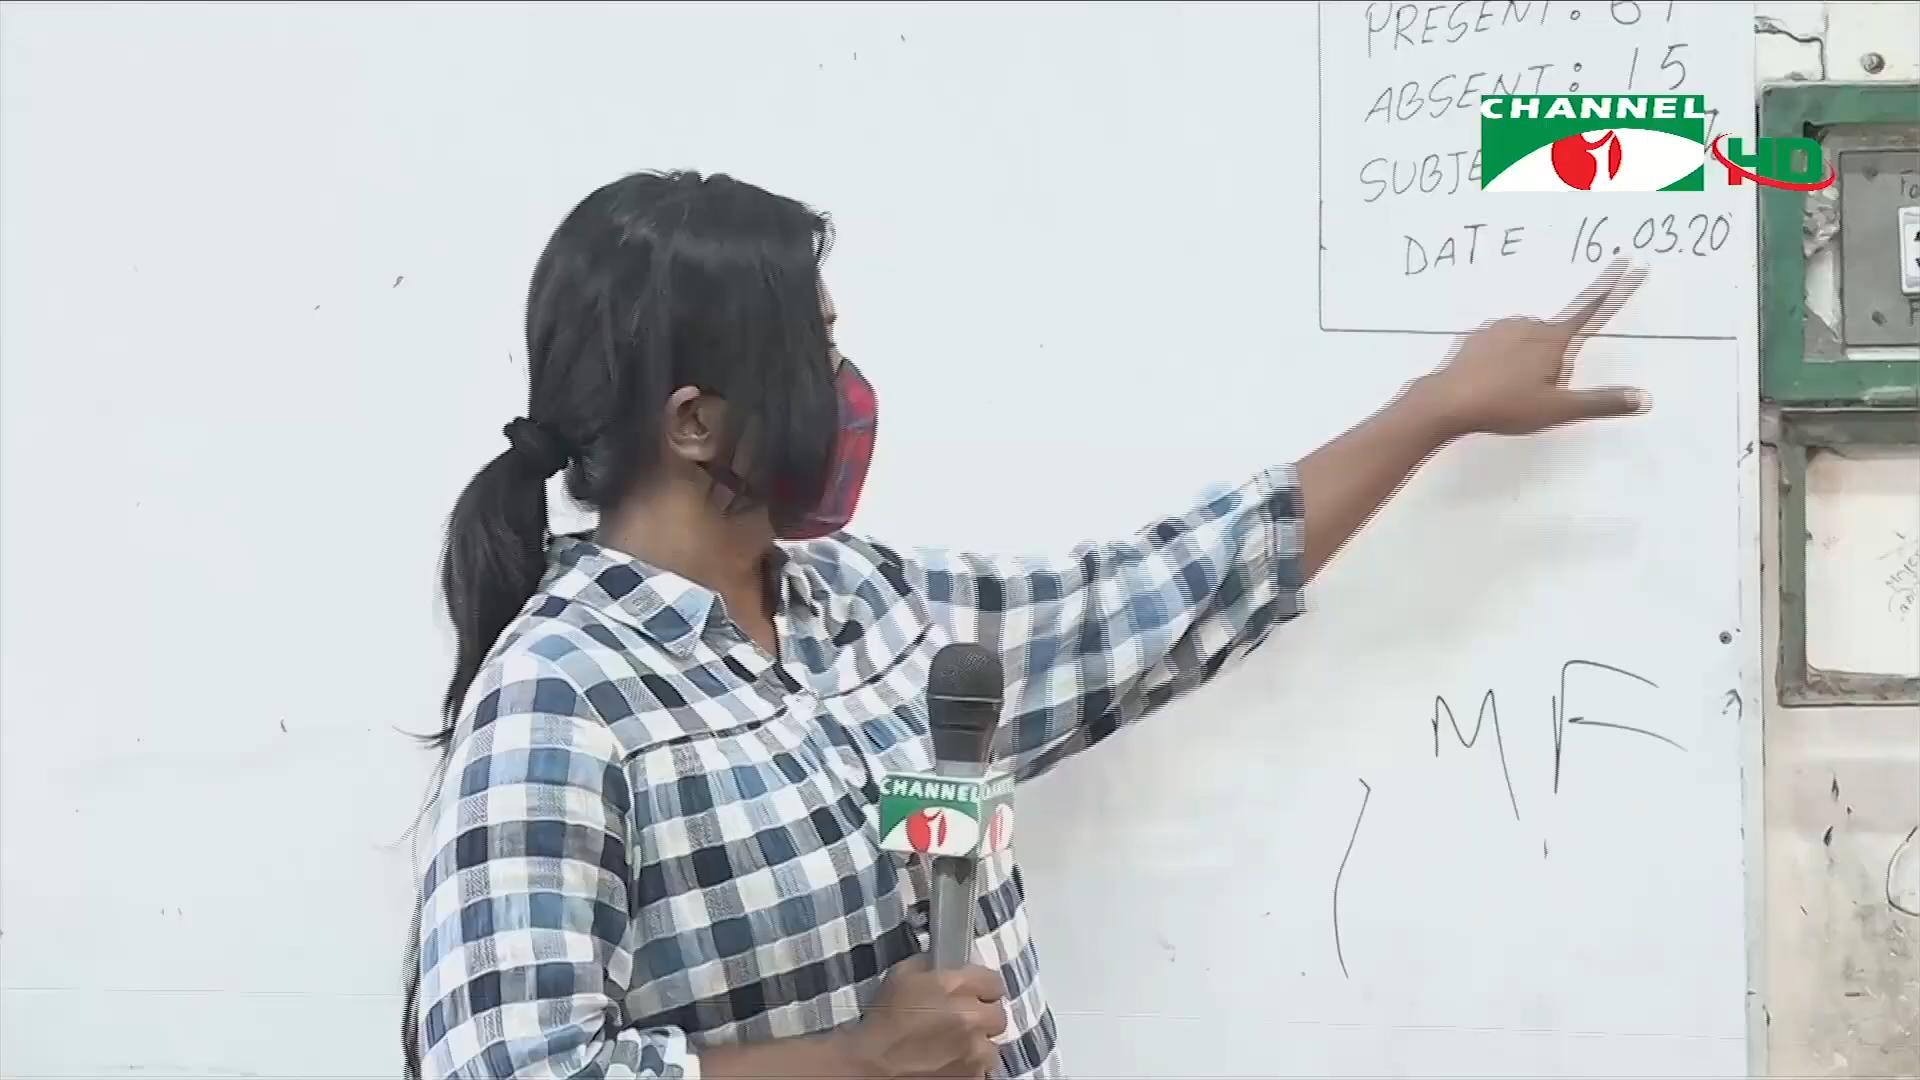 PRESENT: 61
ABSENT: 15
SUBJE
DATE 16.03.20
CHANNEL
HD
MF
CHANNEL